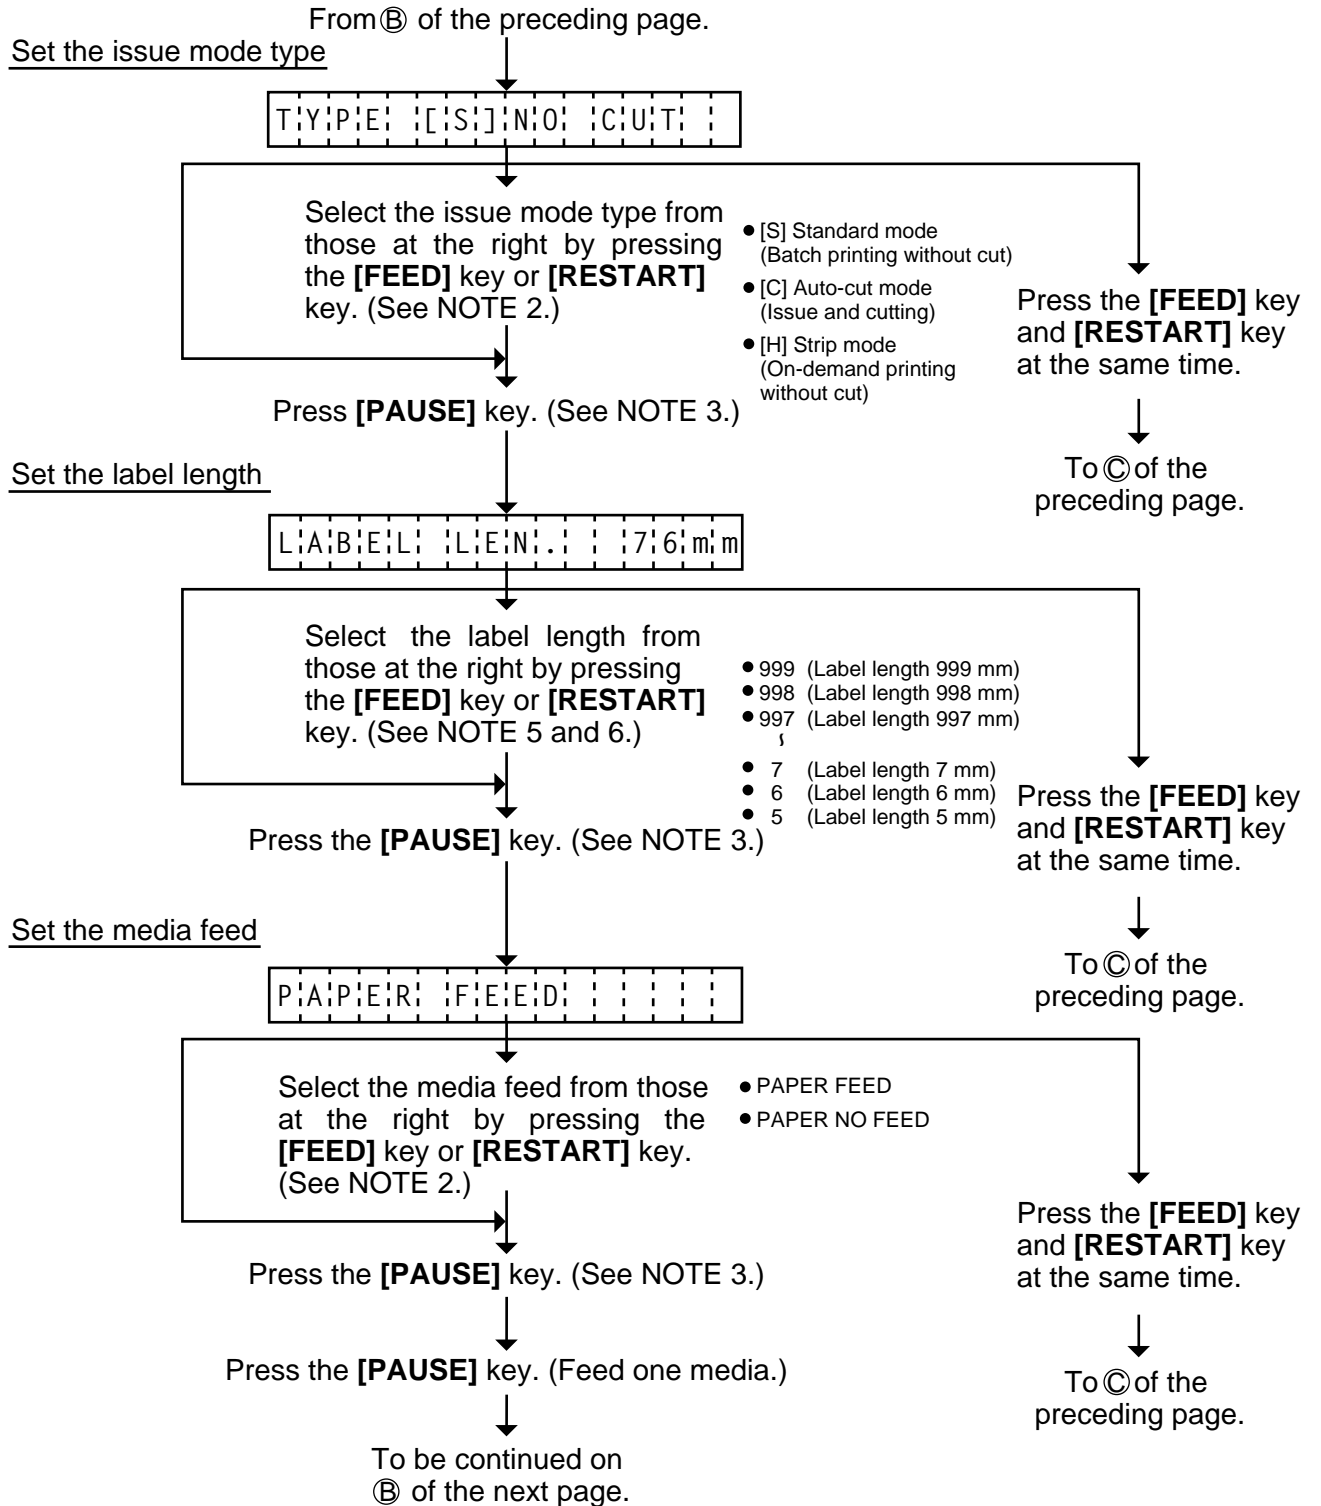 From Ⓑ of the preceding page.
Set the issue mode type
TYPE [S]NO CUT
Select the issue mode type from
those at the right by pressing
the [FEED] key or [RESTART]
key. (See NOTE 2.)
● [S] Standard mode
(Batch printing without cut)
● [C] Auto-cut mode
(Issue and cutting)
● [H] Strip mode
(On-demand printing
without cut)
Press the [FEED] key
and [RESTART] key
at the same time.
Press [PAUSE] key. (See NOTE 3.)
To Ⓒ of the
preceding page.
Set the label length
LABEL LEN.  76mm
Select the label length from
those at the right by pressing
the [FEED] key or [RESTART]
key. (See NOTE 5 and 6.)
● 999 (Label length 999 mm)
● 998 (Label length 998 mm)
● 997 (Label length 997 mm)
≀
● 7 (Label length 7 mm)
● 6 (Label length 6 mm)
● 5 (Label length 5 mm)
Press the [FEED] key
and [RESTART] key
at the same time.
Press the [PAUSE] key. (See NOTE 3.)
To Ⓒ of the
preceding page.
Set the media feed
PAPER FEED
Select the media feed from those
at the right by pressing the
[FEED] key or [RESTART] key.
(See NOTE 2.)
● PAPER FEED
● PAPER NO FEED
Press the [FEED] key
and [RESTART] key
at the same time.
Press the [PAUSE] key. (See NOTE 3.)
Press the [PAUSE] key. (Feed one media.)
To Ⓒ of the
preceding page.
To be continued on
Ⓑ of the next page.